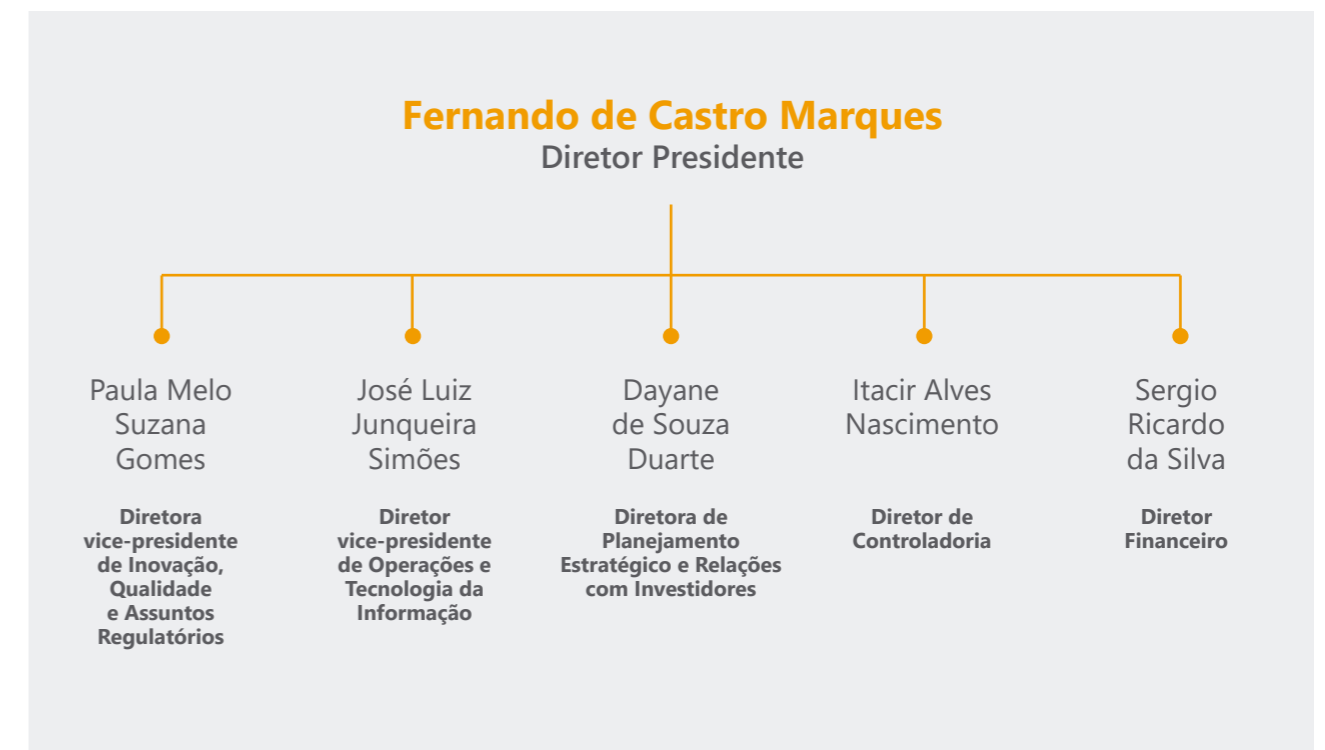 Fernando de Castro Marques
Diretor Presidente
Paula Melo
Suzana
Gomes
Diretora
vice-presidente
de Inovação,
Qualidade
e Assuntos
Regulatórios
José Luiz
Junqueira
Simões
Diretor
vice-presidente
de Operações e
Tecnologia da
Informação
Dayane
de Souza
Duarte
Diretora de
Planejamento
Estratégico e Relações
com Investidores
Itacir Alves
Nascimento
Diretor de
Controladoria
Sergio
Ricardo
da Silva
Diretor
Financeiro